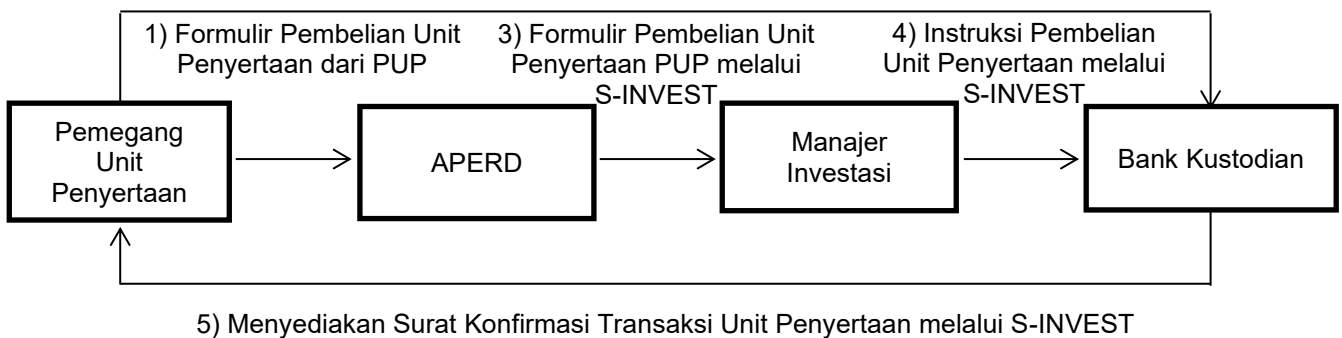 1) Formulir Pembelian Unit
Penyertaan dari PUP
3) Formulir Pembelian Unit
Penyertaan PUP melalui
S-INVEST
4) Instruksi Pembelian
Unit Penyertaan melalui
S-INVEST
Pemegang
Unit
Penyertaan
APERD
Manajer
Investasi
Bank Kustodian
5) Menyediakan Surat Konfirmasi Transaksi Unit Penyertaan melalui S-INVEST